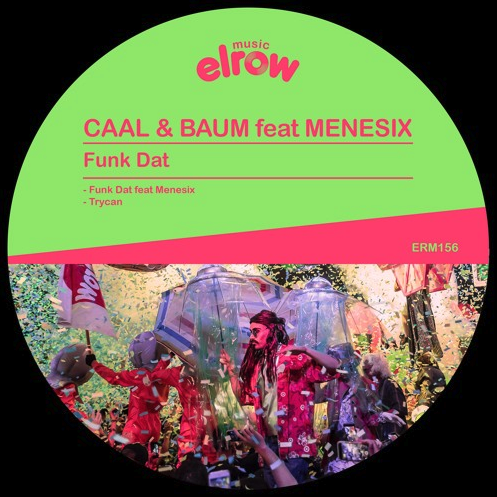 music
elrow
CAAL & BAUM feat MENESIX
Funk Dat
- Funk Dat feat Menesix
- Trycan
ERM156